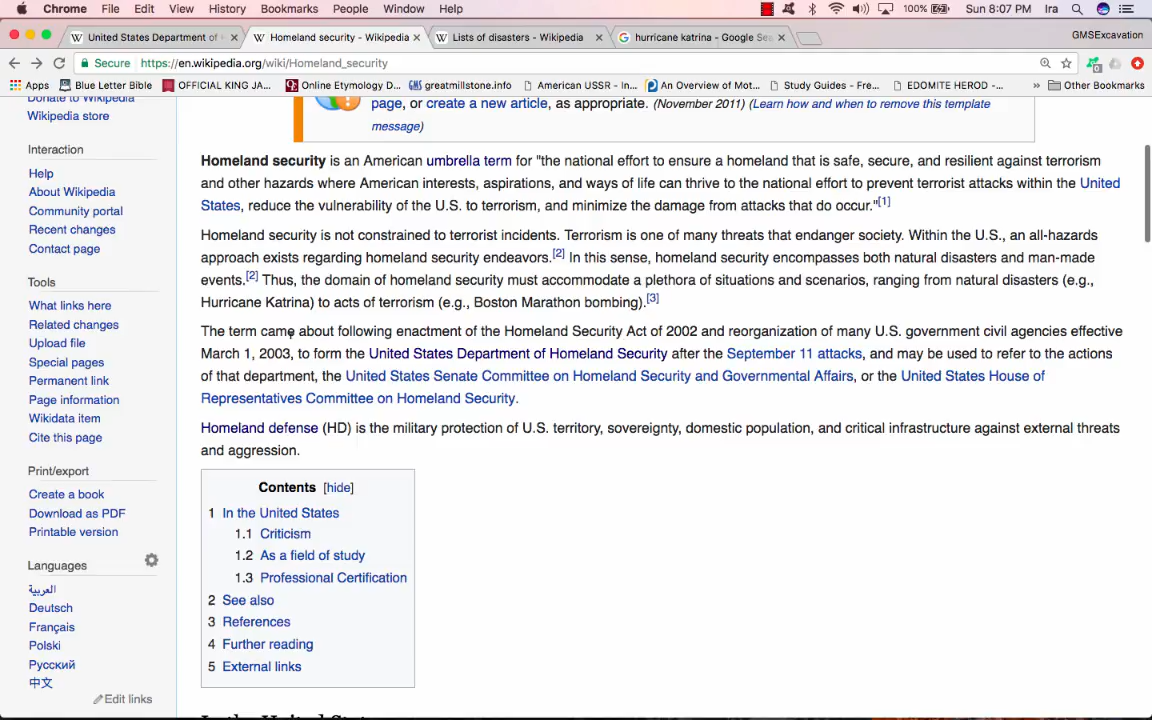 Chrome File Edit View History Bookmarks People Window Help 100% Sun 8:07 PM Ira
United States Department of
Homeland security - Wikipedia
Lists of disasters - Wikipedia
hurricane katrina - Google Sea
GMSExcavation
Secure https://en.wikipedia.org/wiki/Homeland_security
Apps Blue Letter Bible OFFICIAL KING JA... Online Etymology D... greatmillstone.info American USSR - In... An Overview of Mot... Study Guides - Fre... EDOMITE HEROD -... » Other Bookmarks
Donate to Wikipedia
Wikipedia store
Interaction
Help
About Wikipedia
Community portal
Recent changes
Contact page
Tools
What links here
Related changes
Upload file
Special pages
Permanent link
Page information
Wikidata item
Cite this page
Print/export
Create a book
Download as PDF
Printable version
Languages
العربية
Deutsch
Français
Polski
Русский
中文
Edit links
page, or create a new article, as appropriate. (November 2011) (Learn how and when to remove this template
message)
Homeland security is an American umbrella term for "the national effort to ensure a homeland that is safe, secure, and resilient against terrorism
and other hazards where American interests, aspirations, and ways of life can thrive to the national effort to prevent terrorist attacks within the United
States, reduce the vulnerability of the U.S. to terrorism, and minimize the damage from attacks that do occur."[1]
Homeland security is not constrained to terrorist incidents. Terrorism is one of many threats that endanger society. Within the U.S., an all-hazards
approach exists regarding homeland security endeavors.[2] In this sense, homeland security encompasses both natural disasters and man-made
events.[2] Thus, the domain of homeland security must accommodate a plethora of situations and scenarios, ranging from natural disasters (e.g.,
Hurricane Katrina) to acts of terrorism (e.g., Boston Marathon bombing).[3]
The term came about following enactment of the Homeland Security Act of 2002 and reorganization of many U.S. government civil agencies effective
March 1, 2003, to form the United States Department of Homeland Security after the September 11 attacks, and may be used to refer to the actions
of that department, the United States Senate Committee on Homeland Security and Governmental Affairs, or the United States House of
Representatives Committee on Homeland Security.
Homeland defense (HD) is the military protection of U.S. territory, sovereignty, domestic population, and critical infrastructure against external threats
and aggression.
Contents [hide]
1 In the United States
1.1 Criticism
1.2 As a field of study
1.3 Professional Certification
2 See also
3 References
4 Further reading
5 External links
In the United States